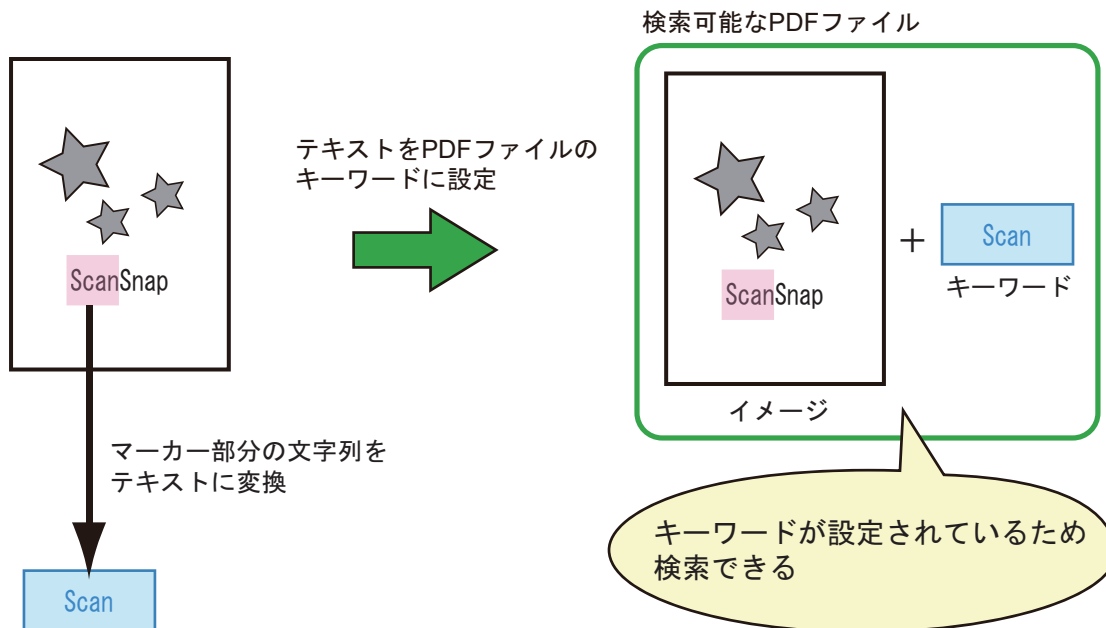 検索可能なPDFファイル
テキストをPDFファイルの
キーワードに設定
ScanSnap
ScanSnap
+
Scan
キーワード
イメージ
マーカー部分の文字列を
テキストに変換
キーワードが設定されているため
検索できる
Scan